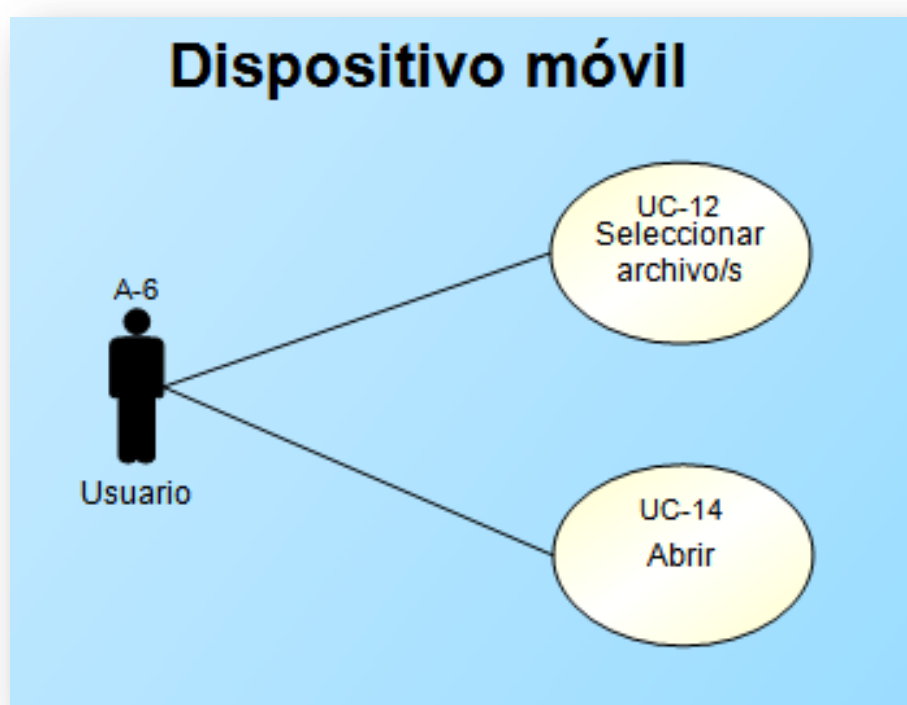 Dispositivo móvil
UC-12
Seleccionar
archivo/s
A-6
Usuario
UC-14
Abrir